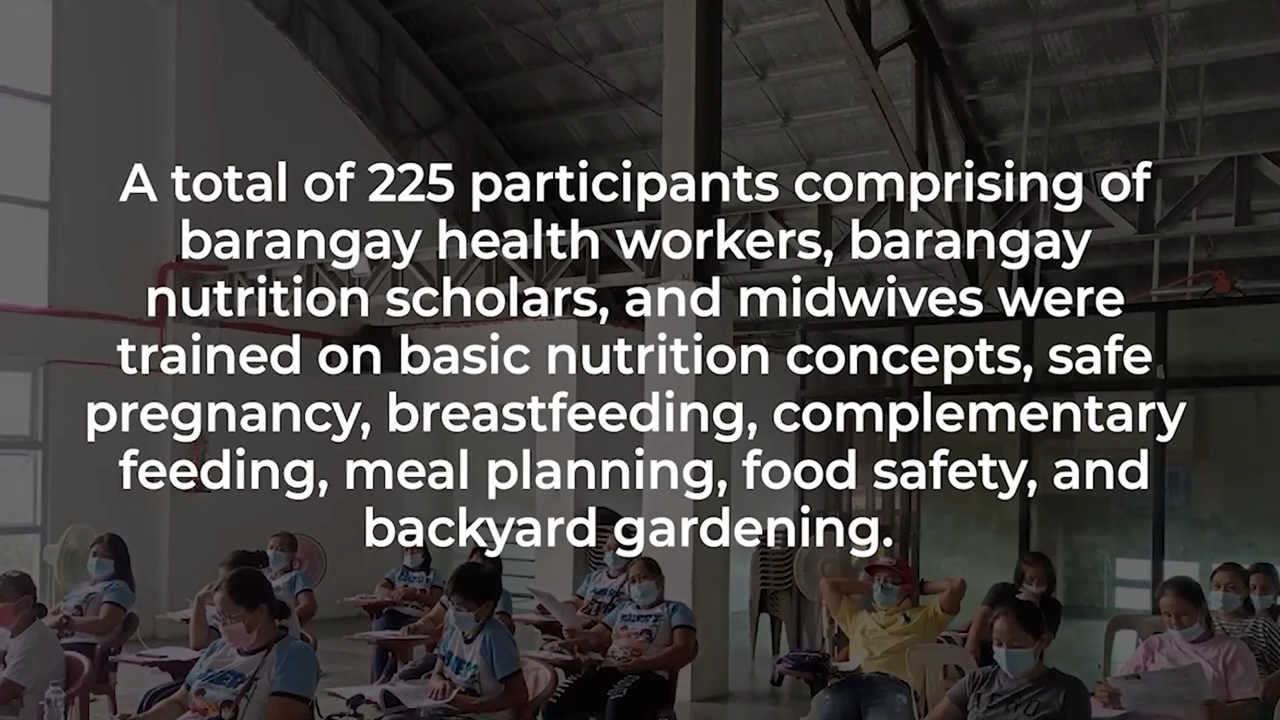 A total of 225 participants comprising of
barangay health workers, barangay
nutrition scholars, and midwives were
trained on basic nutrition concepts, safe
pregnancy, breastfeeding, complementary
feeding, meal planning, food safety, and
backyard gardening.